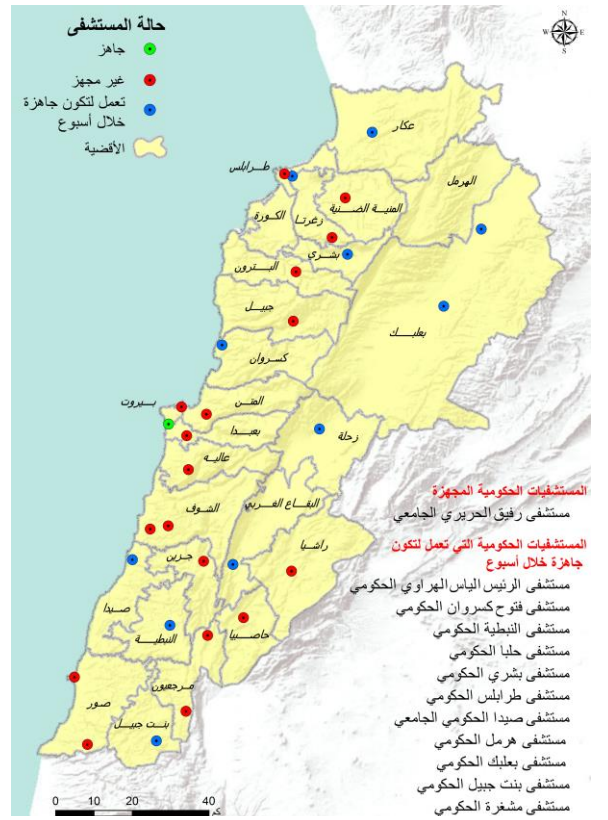 حالة المستشفى
جاهز
غير مجهز
تعمل لتكون جاهزة
خلال أسبوع
الأقضية
N
W E
S
عكار
طرابلس
الهرمل
المنية الضنية
زغرتا
الكورة
بشري
البترون
جبيل
بعلبك
كسروان
المتن
بيروت
بعبدا
زحلة
عاليه
الشوف
البقاع الغربي
راشيا
جزين
صيدا
النبطية
حاصبيا
مرجعيون
صور
بنت جبيل
المستشفيات الحكومية المجهزة
مستشفى رفيق الحريري الجامعي
المستشفيات الحكومية التي تعمل لتكون
جاهزة خلال أسبوع
مستشفى الرئيس الياس الهراوي الحكومي
مستشفى فتوح كسروان الحكومي
مستشفى النبطية الحكومي
مستشفى حلبا الحكومي
مستشفى بشري الحكومي
مستشفى طرابلس الحكومي
مستشفى صيدا الحكومي الجامعي
مستشفى هرمل الحكومي
مستشفى بعلبك الحكومي
مستشفى بنت جبيل الحكومي
مستشفى مشغرة الحكومي
0 10 20 40
كم